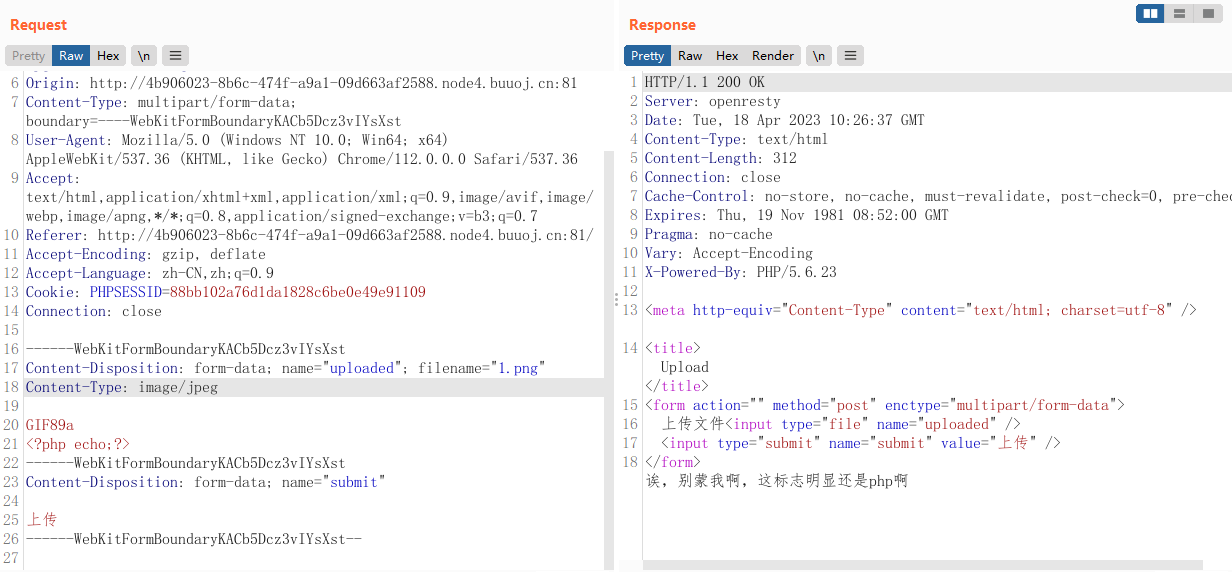 Request
Pretty Raw Hex \n
6 Origin: http://4b906023-8b6c-474f-a9a1-09d663af2588.node4.buuoj.cn:81
7 Content-Type: multipart/form-data;
boundary=----WebKitFormBoundaryKACb5Dcz3vIYsXst
8 User-Agent: Mozilla/5.0 (Windows NT 10.0; Win64; x64)
AppleWebKit/537.36 (KHTML, like Gecko) Chrome/112.0.0.0 Safari/537.36
9 Accept:
text/html,application/xhtml+xml,application/xml;q=0.9,image/avif,image/
webp,image/apng,*/*;q=0.8,application/signed-exchange;v=b3;q=0.7
10 Referer: http://4b906023-8b6c-474f-a9a1-09d663af2588.node4.buuoj.cn:81/
11 Accept-Encoding: gzip, deflate
12 Accept-Language: zh-CN,zh;q=0.9
13 Cookie: PHPSESSID=88bb102a76d1da1828c6be0e49e91109
14 Connection: close
15
16 ------WebKitFormBoundaryKACb5Dcz3vIYsXst
17 Content-Disposition: form-data; name="uploaded"; filename="1.png"
18 Content-Type: image/jpeg
19
20 GIF89a
21 <?php echo;?>
22 ------WebKitFormBoundaryKACb5Dcz3vIYsXst
23 Content-Disposition: form-data; name="submit"
24
25 上传
26 ------WebKitFormBoundaryKACb5Dcz3vIYsXst--
27
Response
Pretty Raw Hex Render \n
1 HTTP/1.1 200 OK
2 Server: openresty
3 Date: Tue, 18 Apr 2023 10:26:37 GMT
4 Content-Type: text/html
5 Content-Length: 312
6 Connection: close
7 Cache-Control: no-store, no-cache, must-revalidate, post-check=0, pre-che
8 Expires: Thu, 19 Nov 1981 08:52:00 GMT
9 Pragma: no-cache
10 Vary: Accept-Encoding
11 X-Powered-By: PHP/5.6.23
12
13 <meta http-equiv="Content-Type" content="text/html; charset=utf-8" />
14 <title>
Upload
</title>
15 <form action="" method="post" enctype="multipart/form-data">
16 上传文件<input type="file" name="uploaded" />
17 <input type="submit" name="submit" value="上传" />
18 </form>
诶，别蒙我啊，这标志明显还是php啊